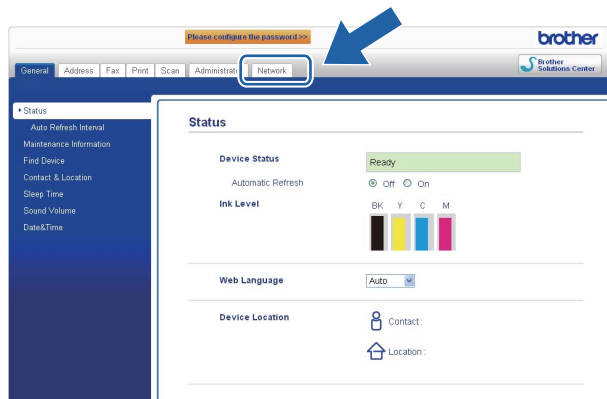 Please configure the password >>
brother
General Address Fax Print Scan Administrator Network
Brother Solutions Center
Status
Auto Refresh Interval
Maintenance Information
Find Device
Contact & Location
Sleep Time
Sound Volume
Date&Time
Status
Device Status Ready
Automatic Refresh Off On
Ink Level BK Y C M
Web Language Auto
Device Location Contact :
Location :